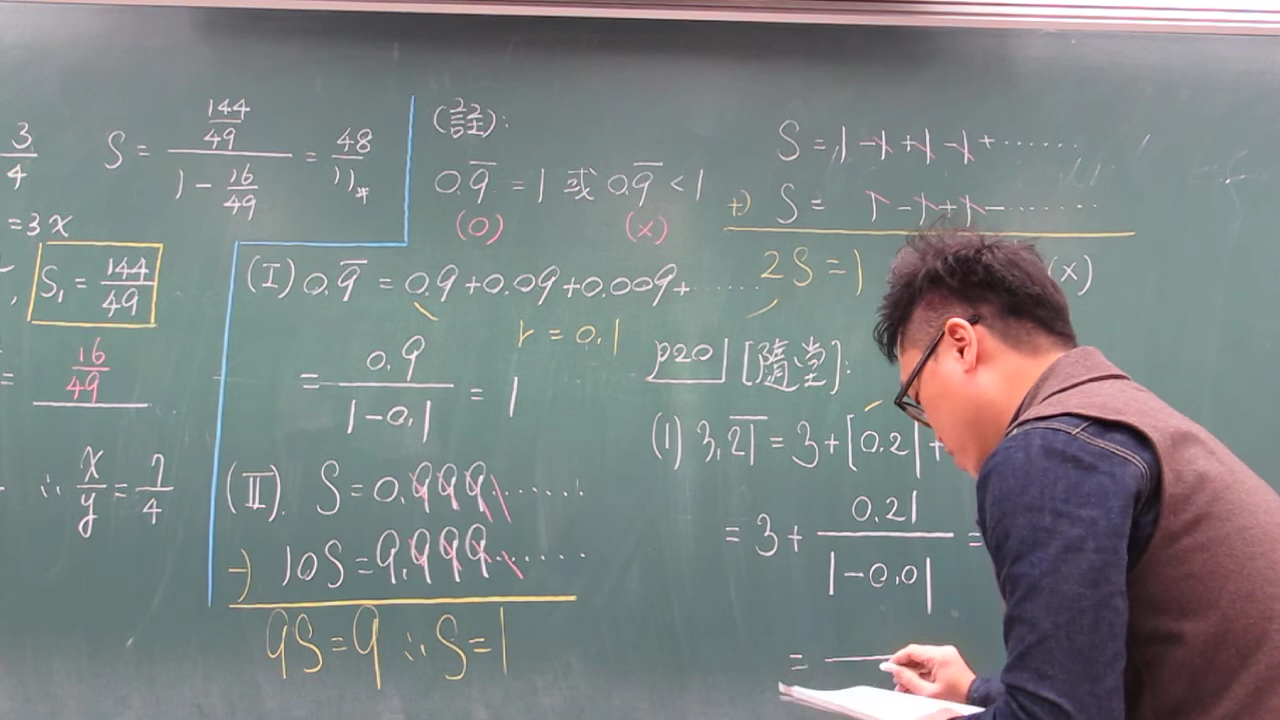 3/4
S = (144/49)/(1 - 16/49) = 48/11 #
= 3x
, S₁ = 144/49
= 16/49
∴ x/y = 7/4
(註):
0.9̅ = 1 或 0.9̅ < 1
(O) (X)
(I) 0.9̅ = 0.9 + 0.09 + 0.009 + ......
r = 0.1
= 0.9/(1 - 0.1) = 1
(II). S = 0.999\......
-) 10S = 9.999.\.....
9S = 9 ∴ S = 1
S = 1 - 1 + 1 - 1 + ......
+) S = 1 - 1 + 1 - ......
2S = 1 (X)
P20 [隨堂]:
(1) 3.2̅1̅ = 3 + [0.21 +
= 3 + 0.21/(1 - 0.01) =
=